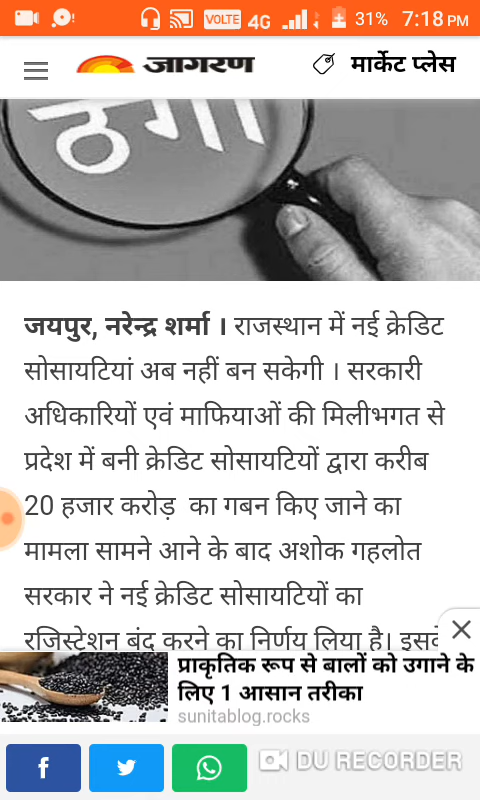 VOLTE 4G 31% 7:18 PM
जागरण मार्केट प्लेस
ठगी
जयपुर, नरेन्द्र शर्मा । राजस्थान में नई क्रेडिट
सोसायटियां अब नहीं बन सकेगी । सरकारी
अधिकारियों एवं माफियाओं की मिलीभगत से
प्रदेश में बनी क्रेडिट सोसायटियों द्वारा करीब
20 हजार करोड़ का गबन किए जाने का
मामला सामने आने के बाद अशोक गहलोत
सरकार ने नई क्रेडिट सोसायटियों का
रजिस्टेशन बंद करने का निर्णय लिया है। इसके
प्राकृतिक रूप से बालों को उगाने के
लिए 1 आसान तरीका
sunitablog.rocks
DU RECORDER